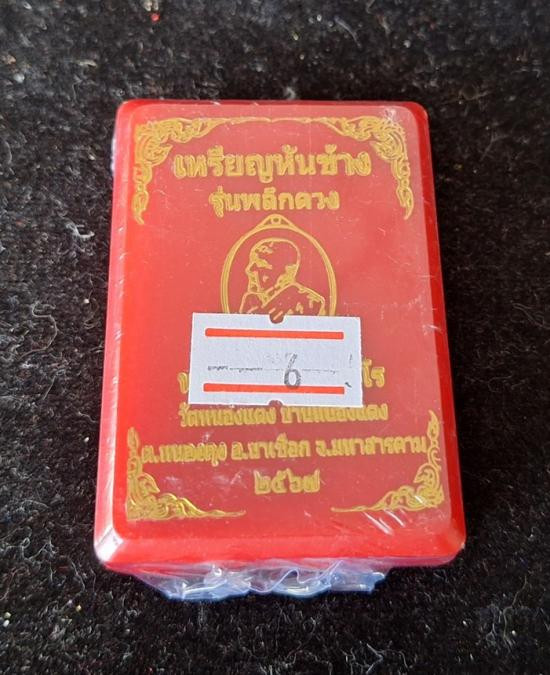 เหรียญหันข้าง
รุ่นพลิกดวง
6
วัดหนองแดง บ้านหนองแดง
ต.หนองกุง อ.นาเชือก จ.มหาสารคาม
๒๕๖๗